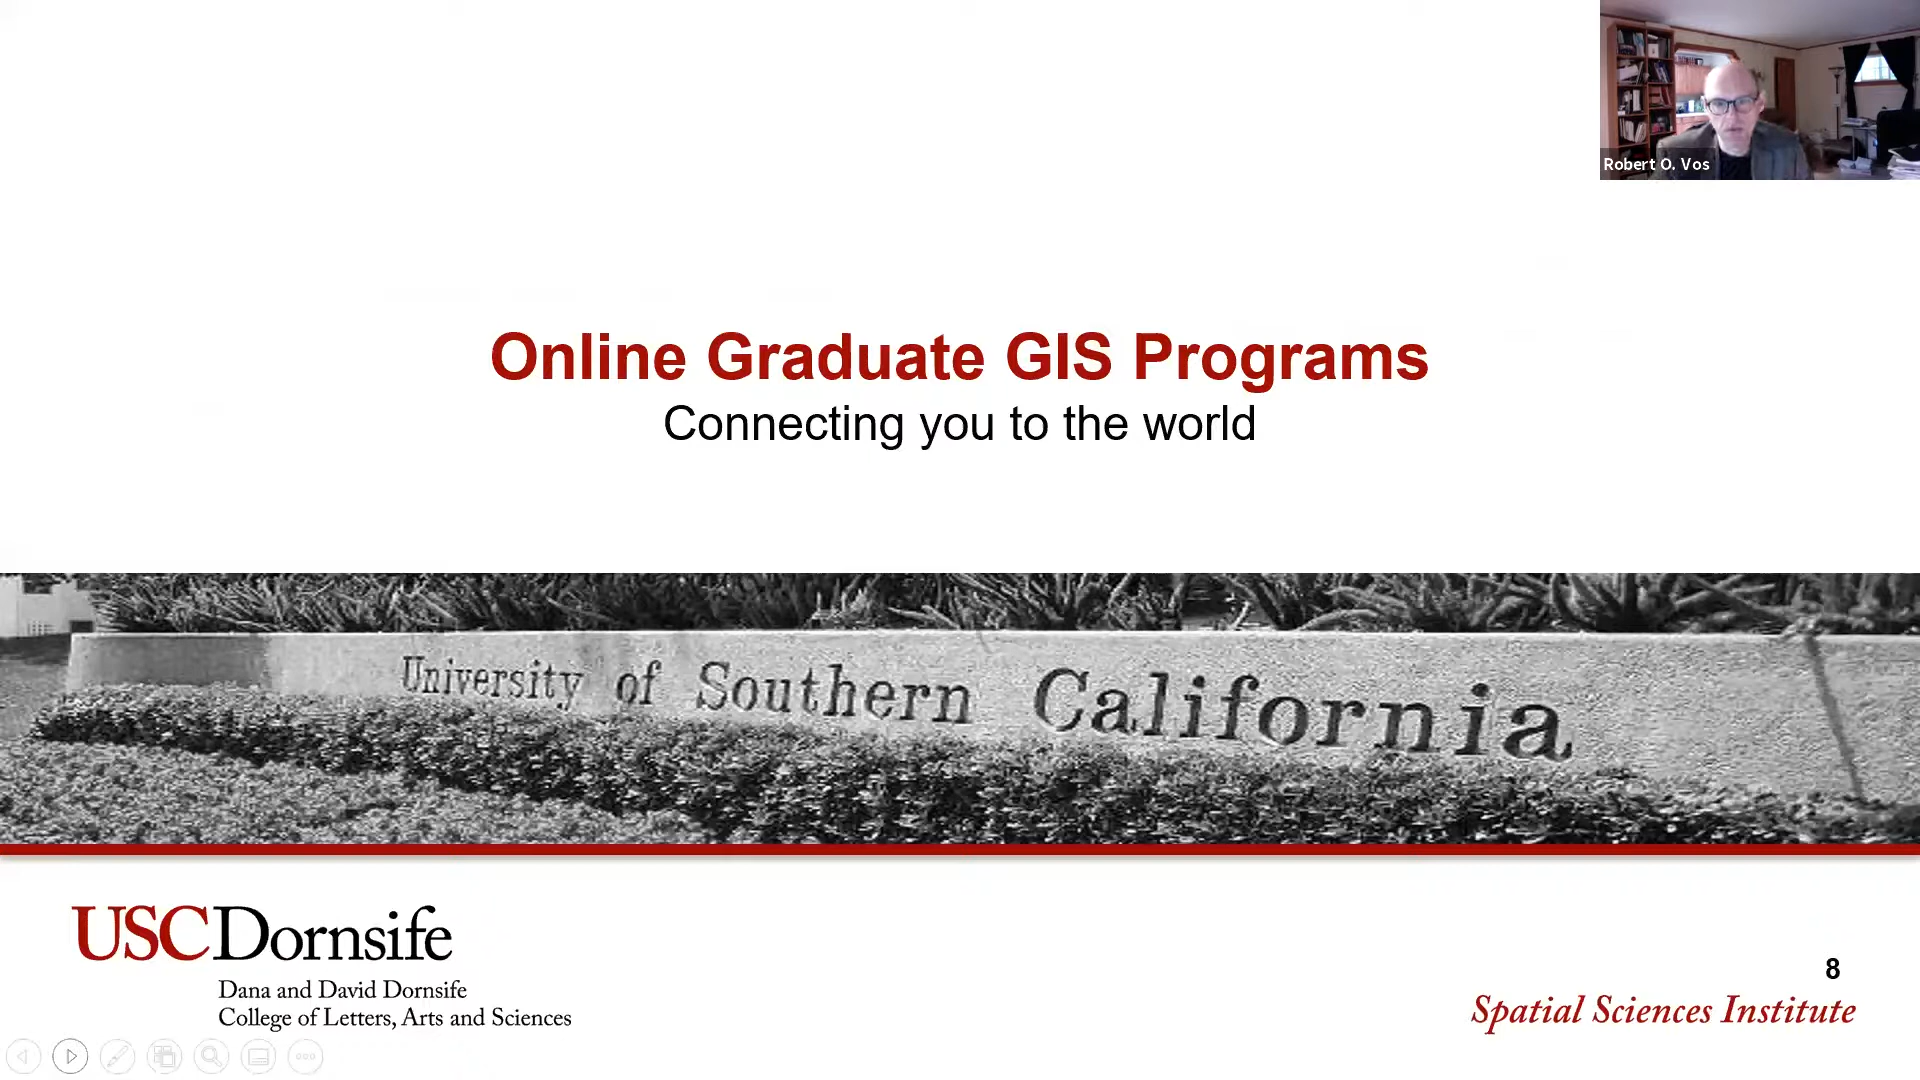 Robert O. Vos
Online Graduate GIS Programs
Connecting you to the world
University of Southern California
USCDornsife
Dana and David Dornsife
College of Letters, Arts and Sciences
8
Spatial Sciences Institute